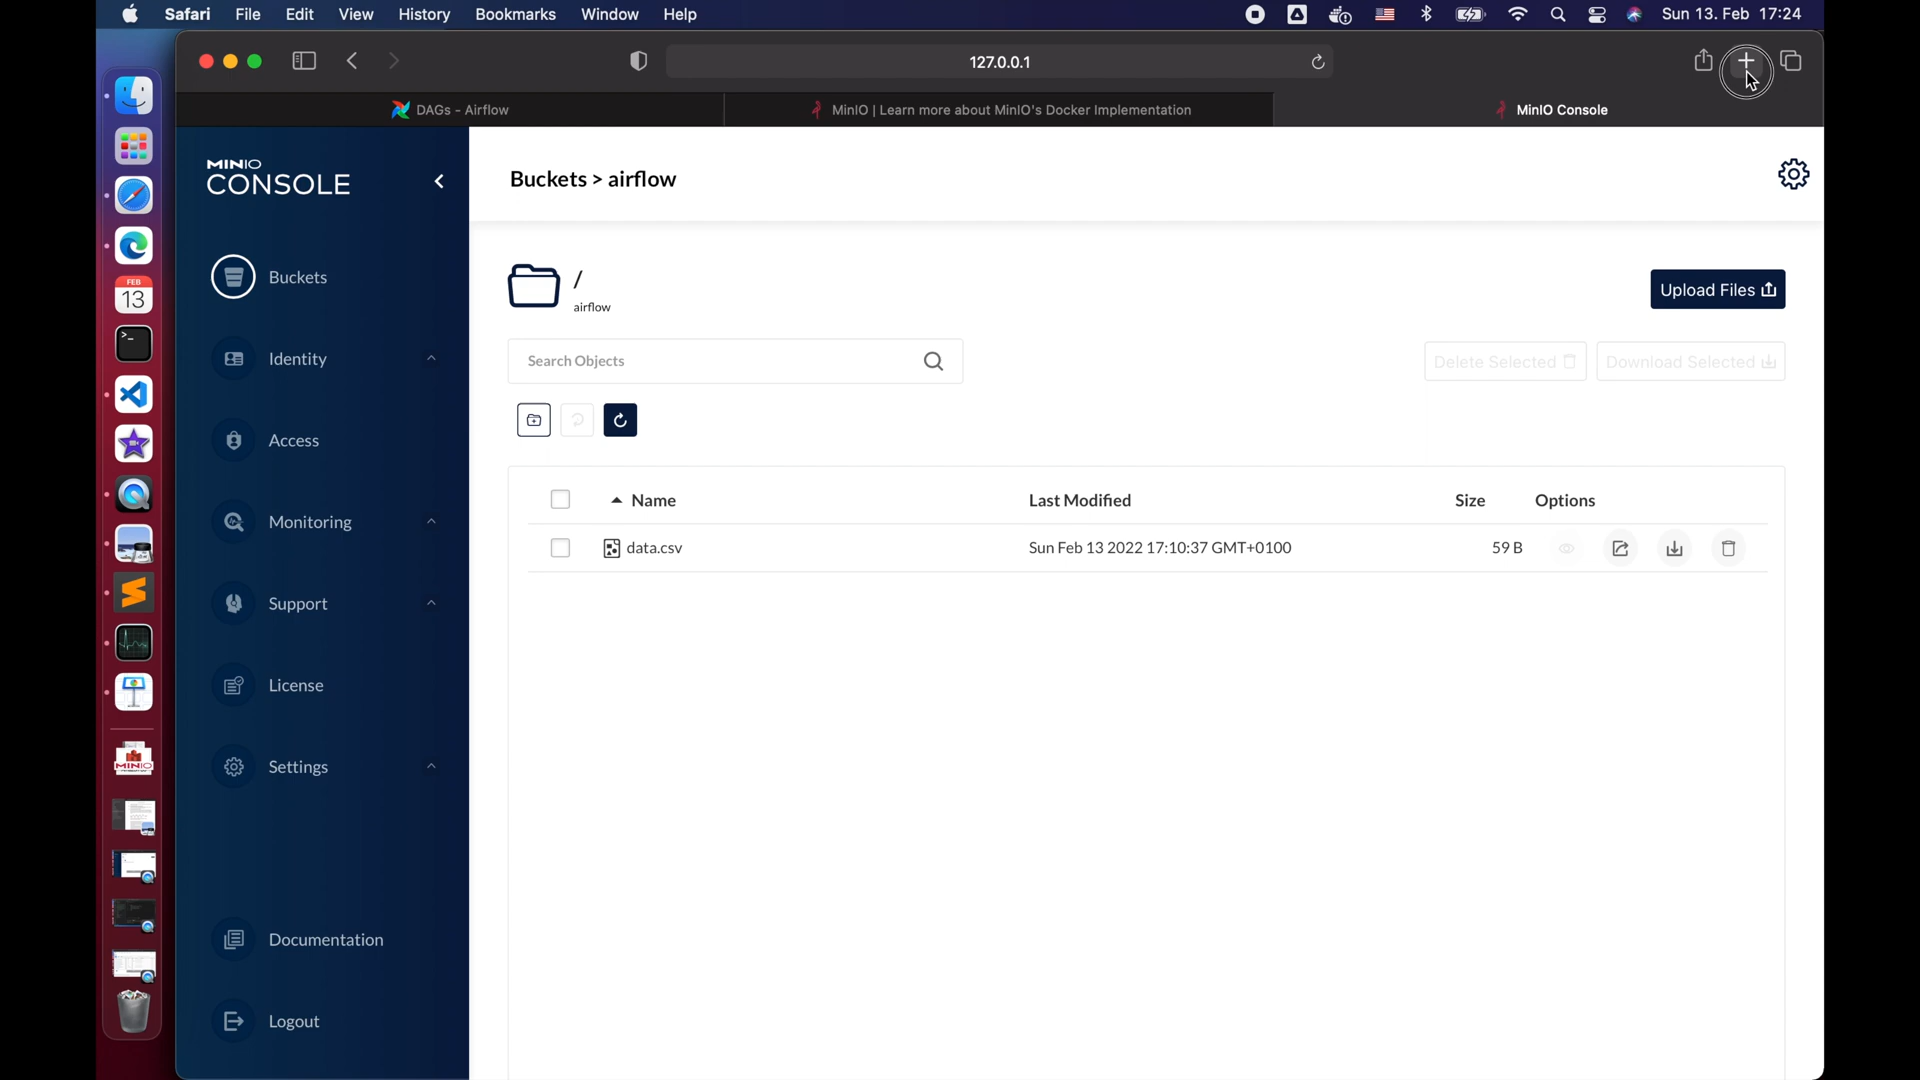 Safari File Edit View History Bookmarks Window Help Sun 13. Feb 17:24
127.0.0.1
DAGs - Airflow
MinIO | Learn more about MinIO's Docker Implementation
MinIO Console
FEB
13
MINIO
CONSOLE
Buckets
Identity
Access
Monitoring
Support
License
Settings
Documentation
Logout
Buckets > airflow
/
airflow
Upload Files
Search Objects
Delete Selected
Download Selected
Name Last Modified Size Options
data.csv Sun Feb 13 2022 17:10:37 GMT+0100 59 B
MINIO